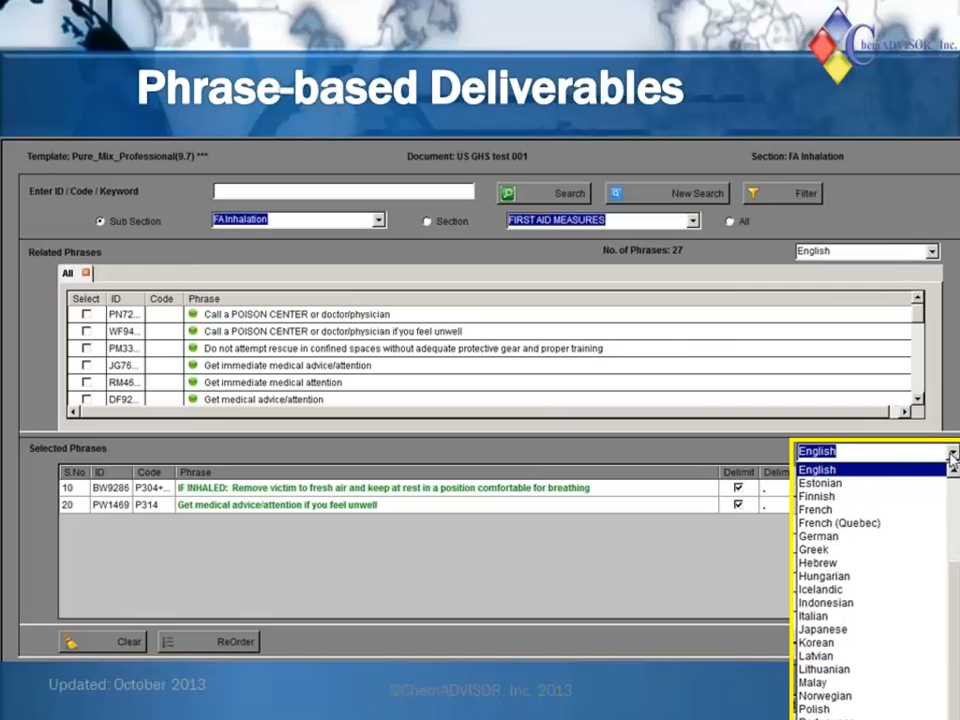 ChemADVISOR, Inc.
Phrase-based Deliverables
Template: Pure_Mix_Professional(9.7) *** Document: US GHS test 001 Section: FA Inhalation
Enter ID / Code / Keyword Search New Search Filter
Sub Section FA Inhalation Section FIRST AID MEASURES All
Related Phrases No. of Phrases: 27 English
All
Select ID Code Phrase
PN72... Call a POISON CENTER or doctor/physician
WF94... Call a POISON CENTER or doctor/physician if you feel unwell
PM33... Do not attempt rescue in confined spaces without adequate protective gear and proper training
JG76... Get immediate medical advice/attention
RM46... Get immediate medical attention
DF92... Get medical advice/attention
Selected Phrases English
S.No ID Code Phrase Delimit Delim
10 BW9286 P304+... IF INHALED: Remove victim to fresh air and keep at rest in a position comfortable for breathing .
20 PW1469 P314 Get medical advice/attention if you feel unwell .
English
Estonian
Finnish
French
French (Quebec)
German
Greek
Hebrew
Hungarian
Icelandic
Indonesian
Italian
Japanese
Korean
Latvian
Lithuanian
Malay
Norwegian
Polish
Clear ReOrder
Updated: October 2013
©ChemADVISOR, Inc. 2013